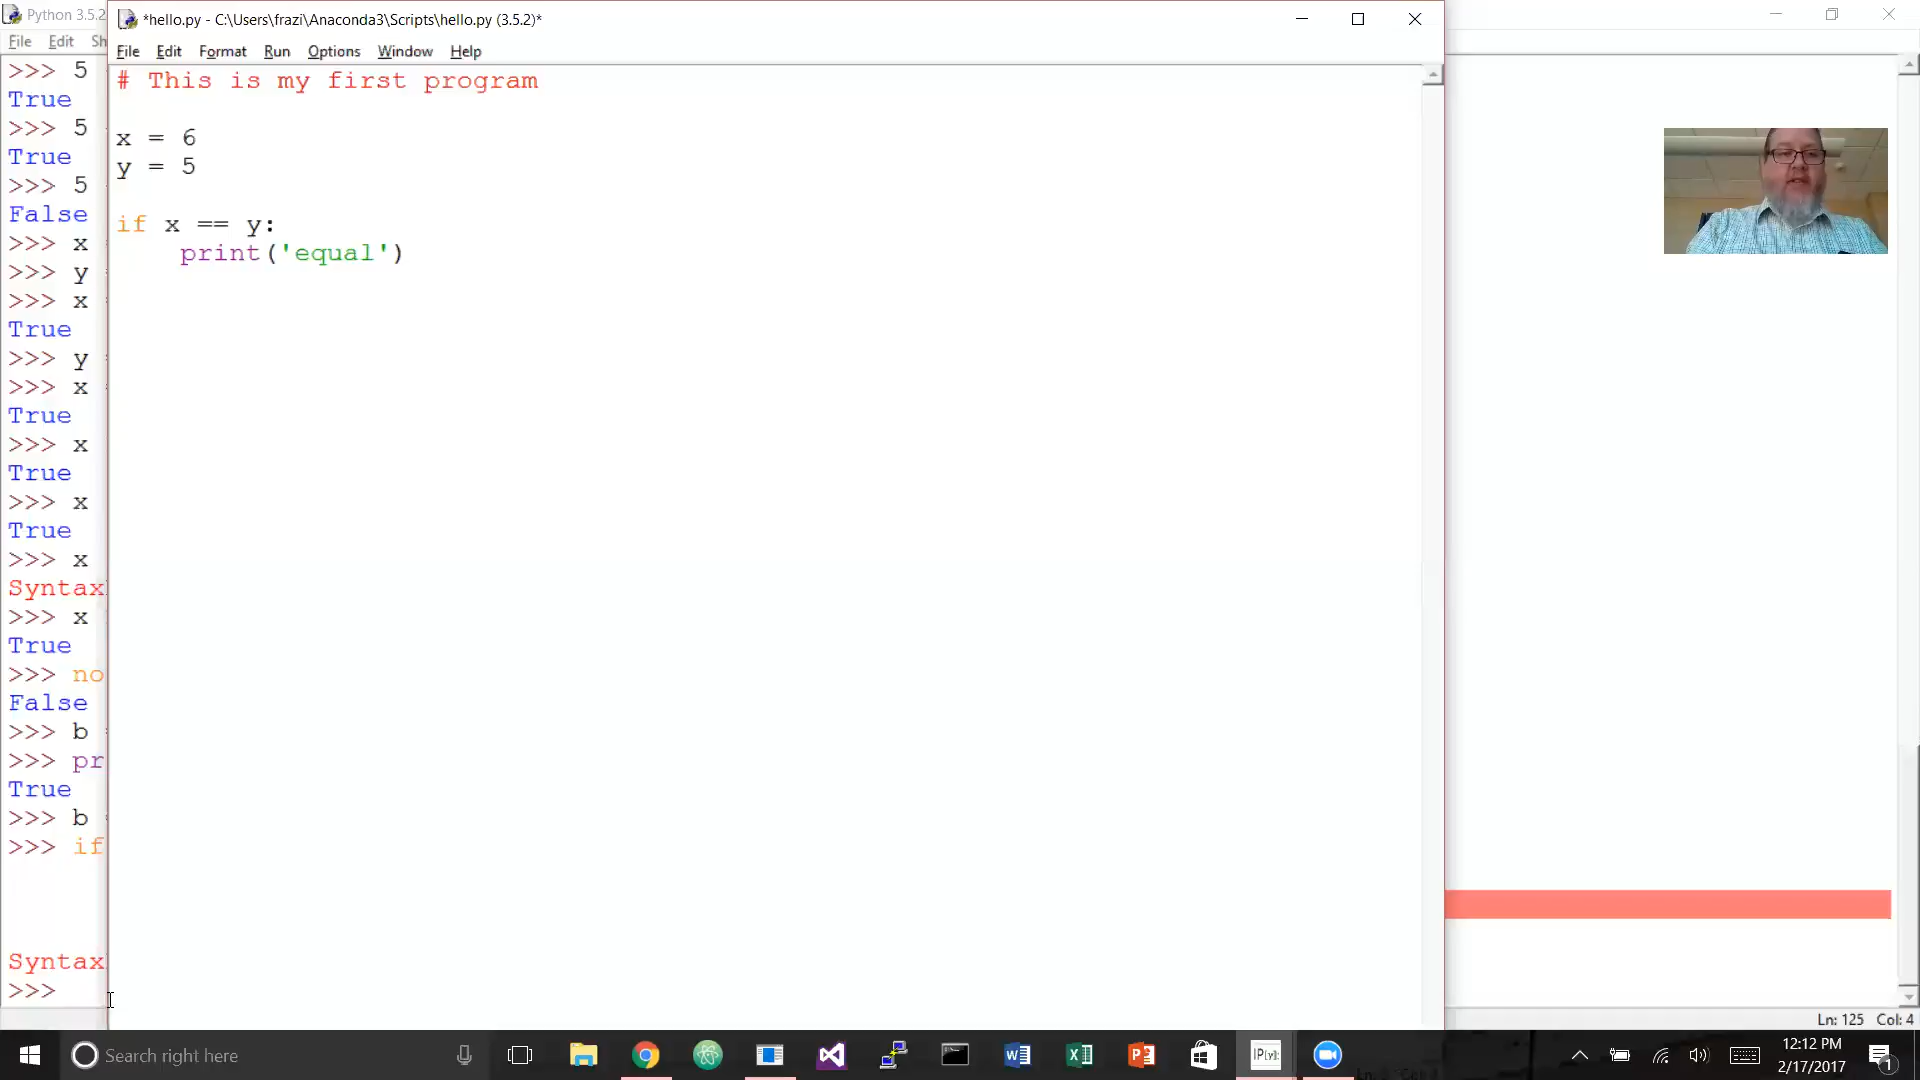 Python 3.5.2
File Edit Sh
>>> 5
True
>>> 5
True
>>> 5
False
>>> x
>>> y
>>> x
True
>>> y
>>> x
True
>>> x
True
>>> x
True
>>> x
Syntax
>>> x
True
>>> no
False
>>> b
>>> pr
True
>>> b
>>> if
Syntax
>>>
*hello.py - C:\Users\frazi\Anaconda3\Scripts\hello.py (3.5.2)*
File Edit Format Run Options Window Help
# This is my first program
x = 6
y = 5
if x == y:
    print('equal')
Ln: 125 Col: 4
Search right here
IP[y]:
12:12 PM
2/17/2017
1